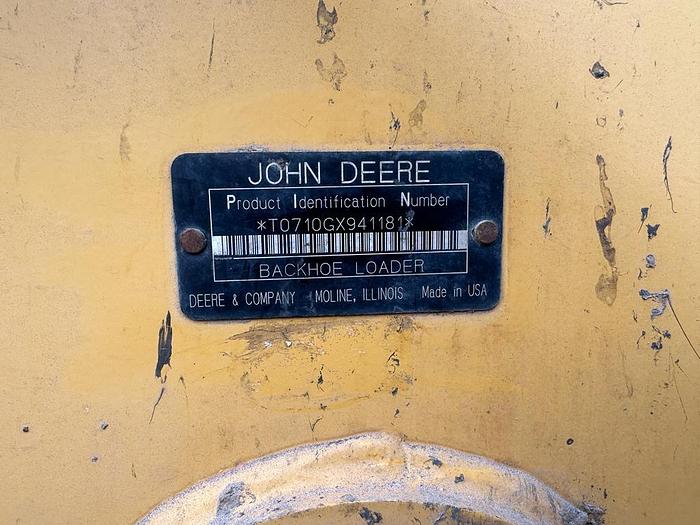 JOHN DEERE
Product Identification Number
*T0710GX941181*
BACKHOE LOADER
DEERE & COMPANY MOLINE, ILLINOIS Made in USA